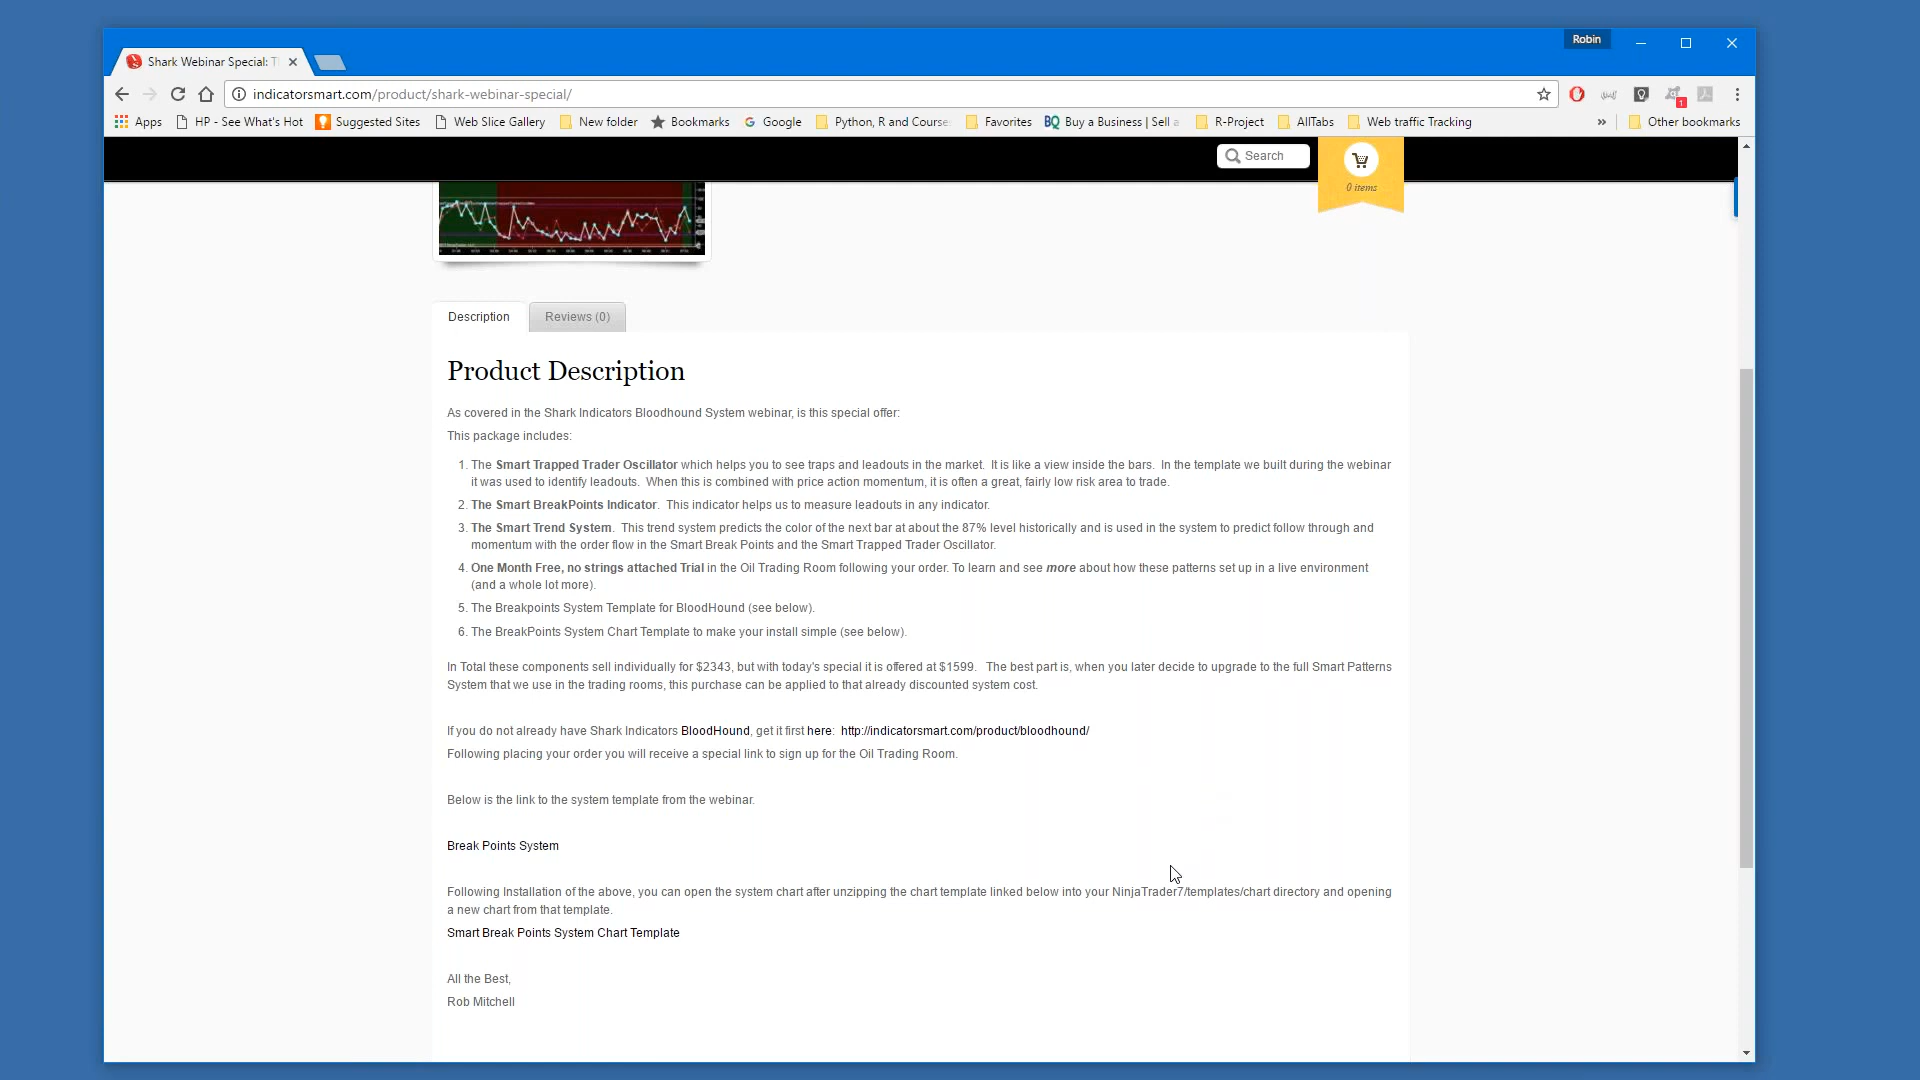 Robin
Shark Webinar Special: T
indicatorsmart.com/product/shark-webinar-special/
Apps HP - See What's Hot Suggested Sites Web Slice Gallery New folder Bookmarks Google Python, R and Course Favorites BQ Buy a Business | Sell a R-Project AllTabs Web traffic Tracking » Other bookmarks
Search
0 items
Description Reviews (0)
Product Description
As covered in the Shark Indicators Bloodhound System webinar, is this special offer:
This package includes:
1. The Smart Trapped Trader Oscillator which helps you to see traps and leadouts in the market. It is like a view inside the bars. In the template we built during the webinar
it was used to identify leadouts. When this is combined with price action momentum, it is often a great, fairly low risk area to trade.
2. The Smart BreakPoints Indicator. This indicator helps us to measure leadouts in any indicator.
3. The Smart Trend System. This trend system predicts the color of the next bar at about the 87% level historically and is used in the system to predict follow through and
momentum with the order flow in the Smart Break Points and the Smart Trapped Trader Oscillator.
4. One Month Free, no strings attached Trial in the Oil Trading Room following your order. To learn and see more about how these patterns set up in a live environment
(and a whole lot more).
5. The Breakpoints System Template for BloodHound (see below).
6. The BreakPoints System Chart Template to make your install simple (see below).
In Total these components sell individually for $2343, but with today's special it is offered at $1599. The best part is, when you later decide to upgrade to the full Smart Patterns
System that we use in the trading rooms, this purchase can be applied to that already discounted system cost.
If you do not already have Shark Indicators BloodHound, get it first here: http://indicatorsmart.com/product/bloodhound/
Following placing your order you will receive a special link to sign up for the Oil Trading Room.
Below is the link to the system template from the webinar.
Break Points System
Following Installation of the above, you can open the system chart after unzipping the chart template linked below into your NinjaTrader7/templates/chart directory and opening
a new chart from that template.
Smart Break Points System Chart Template
All the Best,
Rob Mitchell